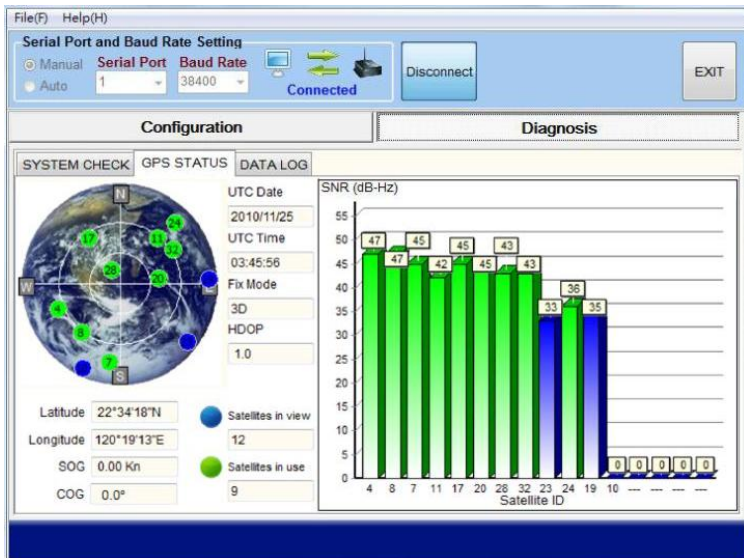 File(F) Help(H)
Serial Port and Baud Rate Setting
Manual
Auto
Serial Port
1
Baud Rate
38400
Connected
Disconnect
EXIT
Configuration
Diagnosis
SYSTEM CHECK
GPS STATUS
DATA LOG
N
24
17
11
32
28
20
W
E
4
8
7
S
UTC Date
2010/11/25
UTC Time
03:45:56
Fix Mode
3D
HDOP
1.0
Latitude 22°34'18"N
Longitude 120°19'13"E
SOG 0.00 Kn
COG 0.0°
Satellites in view
12
Satellites in use
9
SNR (dB-Hz)
55
50
45
40
35
30
25
20
15
10
5
0
47 47 45 42 45 45 43 43 33 36 35 0 0 0 0 0
4 8 7 11 17 20 28 32 23 24 19 10 --- --- --- ---
Satellite ID